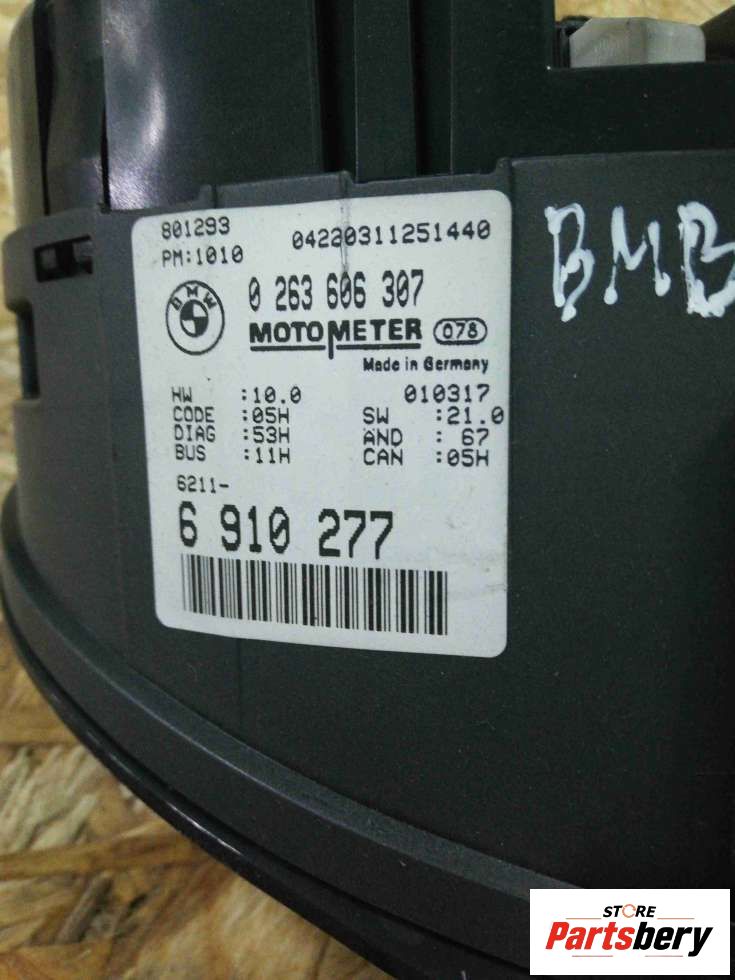 801293
04220311251440
PM:1010
BMW
0 263 606 307
MOTOMETER 078
Made in Germany
HW :10.0
010317
CODE :05H
SW :21.0
DIAG :53H
AND : 67
BUS :11H
CAN :05H
6211-
6 910 277
BMB
STORE
Partsbery